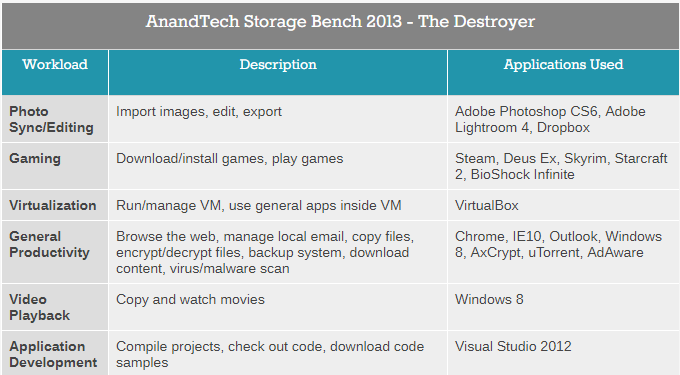 AnandTech Storage Bench 2013 - The Destroyer
Workload Description Applications Used
Photo Sync/Editing Import images, edit, export Adobe Photoshop CS6, Adobe Lightroom 4, Dropbox
Gaming Download/install games, play games Steam, Deus Ex, Skyrim, Starcraft 2, BioShock Infinite
Virtualization Run/manage VM, use general apps inside VM VirtualBox
General Productivity Browse the web, manage local email, copy files, encrypt/decrypt files, backup system, download content, virus/malware scan Chrome, IE10, Outlook, Windows 8, AxCrypt, uTorrent, AdAware
Video Playback Copy and watch movies Windows 8
Application Development Compile projects, check out code, download code samples Visual Studio 2012